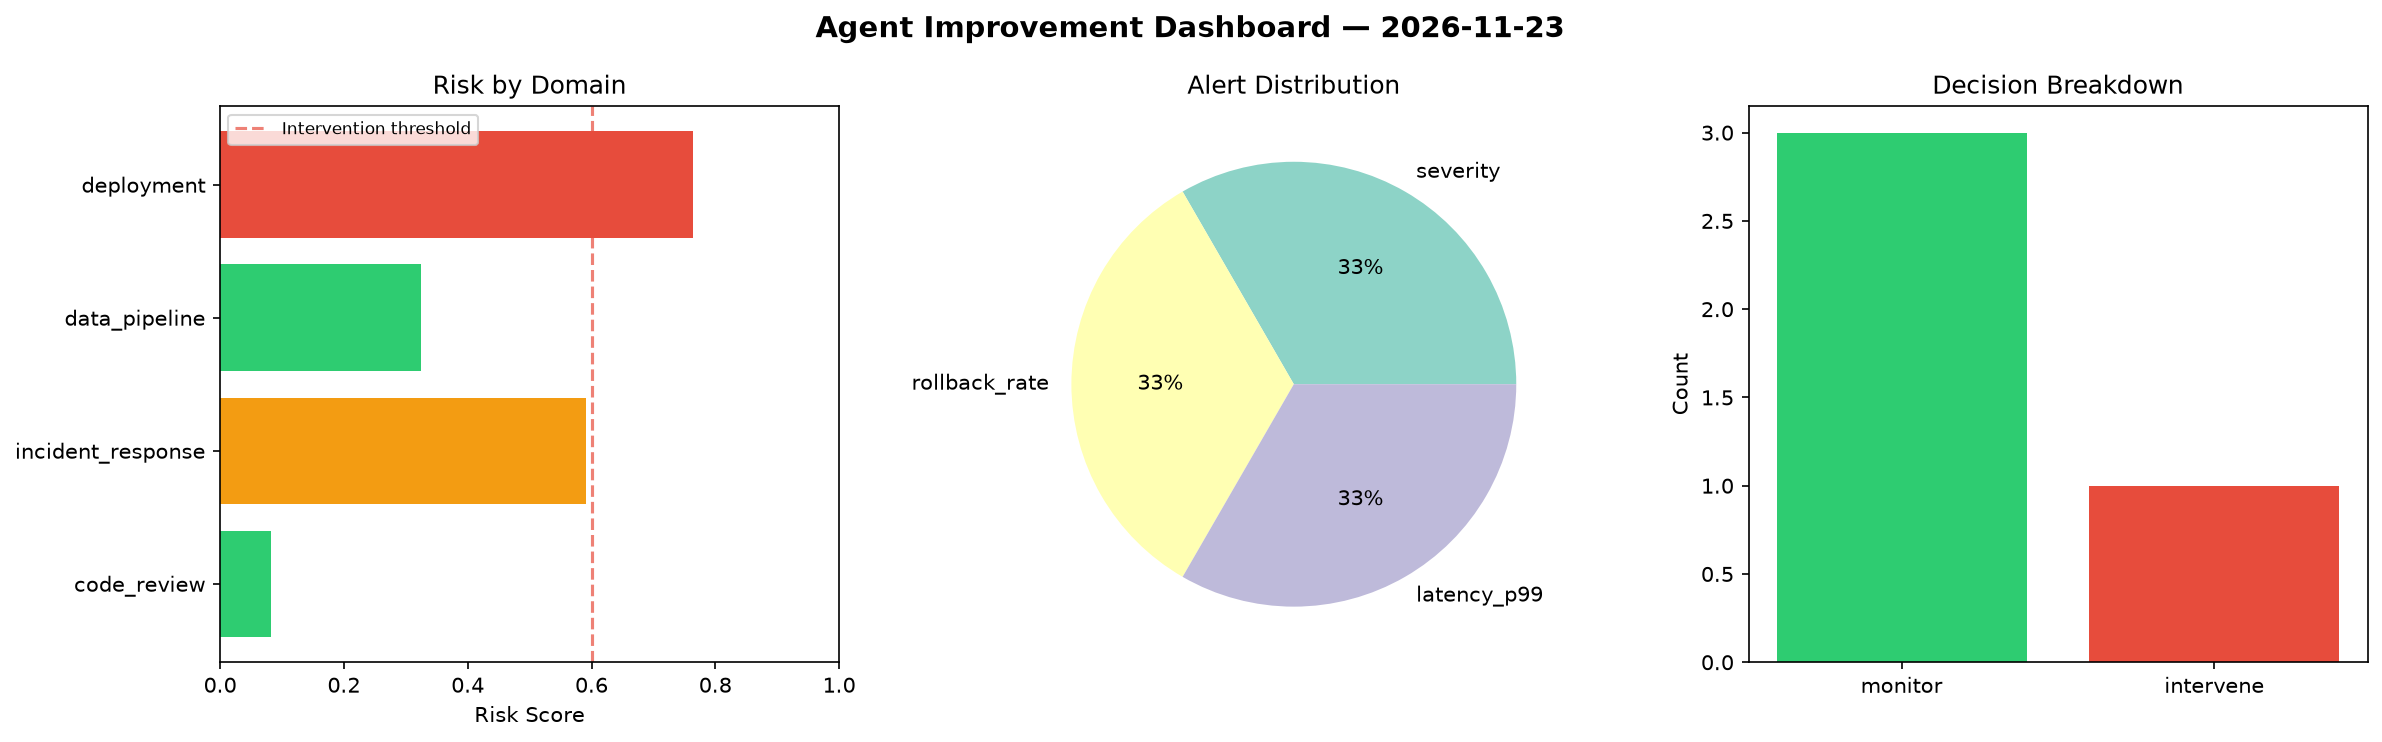 Agent Improvement Dashboard — 2026-11-23
Risk by Domain
Intervention threshold
deployment
data_pipeline
incident_response
code_review
0.0 0.2 0.4 0.6 0.8 1.0
Risk Score
Alert Distribution
severity
33%
rollback_rate
33%
33%
latency_p99
Decision Breakdown
Count
3.0
2.5
2.0
1.5
1.0
0.5
0.0
monitor intervene